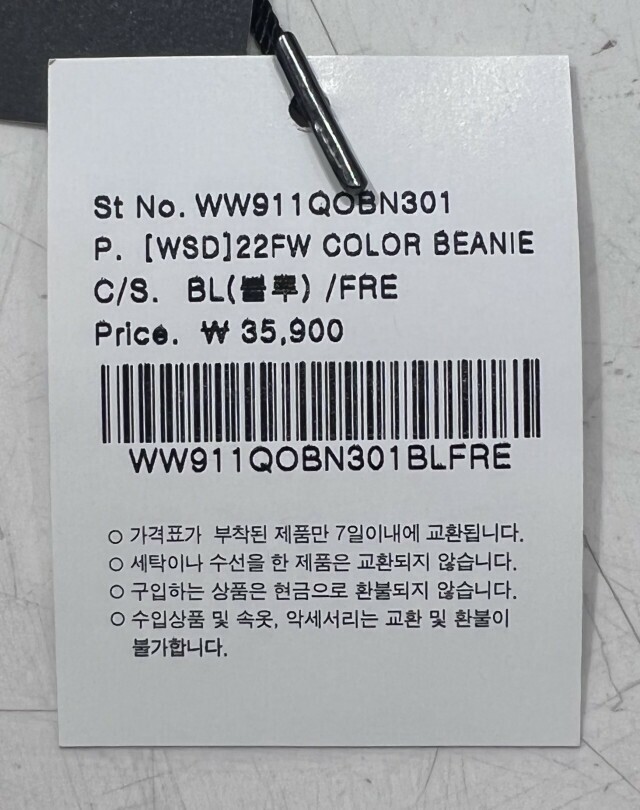 St No. WW911QOBN301
P. [WSD]22FW COLOR BEANIE
C/S. BL(블루) /FRE
Price. ₩ 35,900
WW911QOBN301BLFRE
○ 가격표가 부착된 제품만 7일이내에 교환됩니다.
○ 세탁이나 수선을 한 제품은 교환되지 않습니다.
○ 구입하는 상품은 현금으로 환불되지 않습니다.
○ 수입상품 및 속옷, 악세서리는 교환 및 환불이
불가합니다.